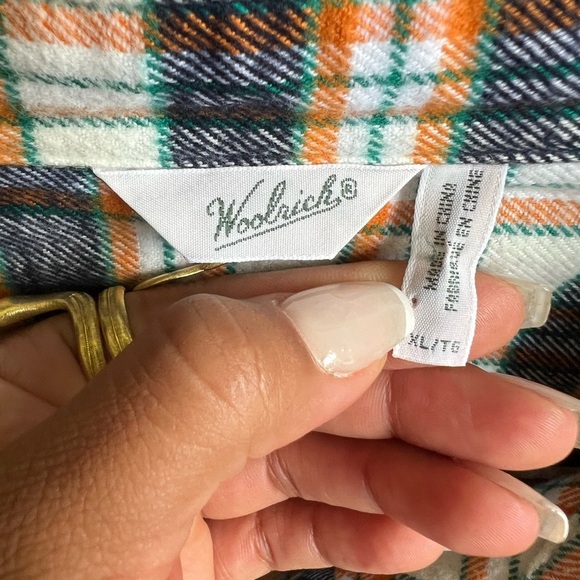 Woolrich®
MADE IN CHINA
FABRIQUÉ EN CHINE
XL/TG